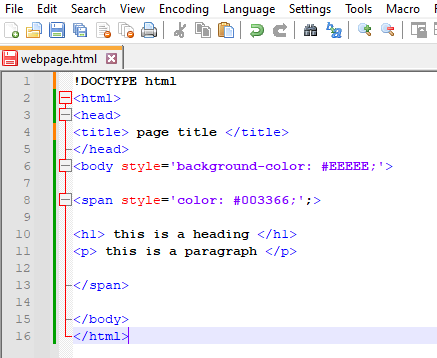 File Edit Search View Encoding Language Settings Tools Macro
webpage.html
1 !DOCTYPE html
2 <html>
3 <head>
4 <title> page title </title>
5 </head>
6 <body style='background-color: #EEEEE;'>
7
8 <span style='color: #003366;';>
9
10 <h1> this is a heading </h1>
11 <p> this is a paragraph </p>
12
13 </span>
14
15 </body>
16 </html>